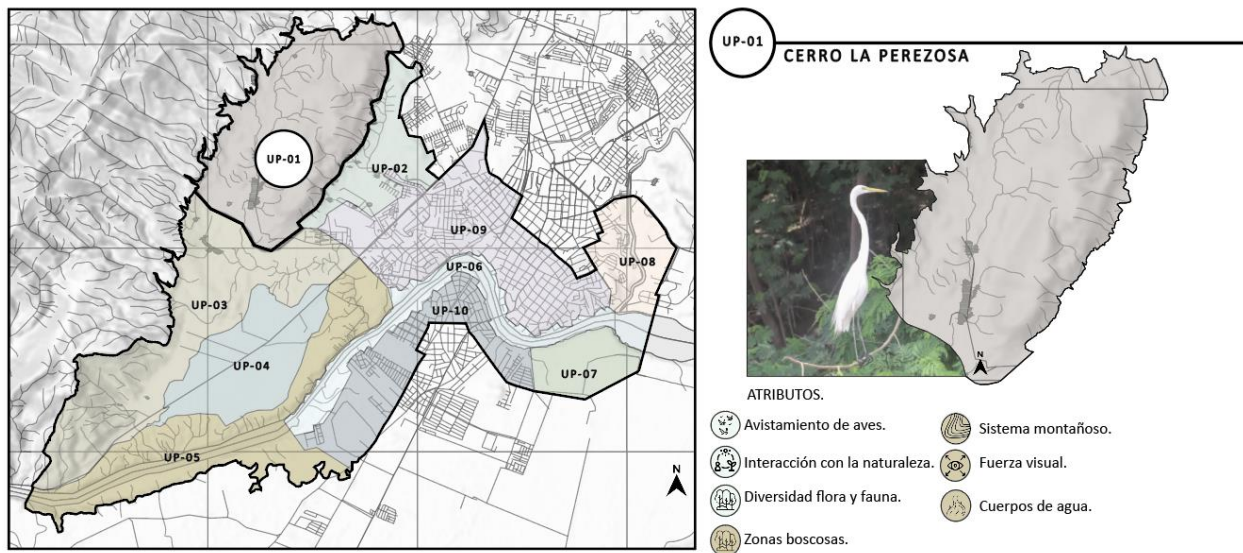 UP-01
UP-02
UP-09
UP-08
UP-06
UP-03
UP-10
UP-04
UP-07
UP-05
N
UP-01
CERRO LA PEREZOSA
N
ATRIBUTOS.
Avistamiento de aves.
Interacción con la naturaleza.
Diversidad flora y fauna.
Zonas boscosas.
Sistema montañoso.
Fuerza visual.
Cuerpos de agua.